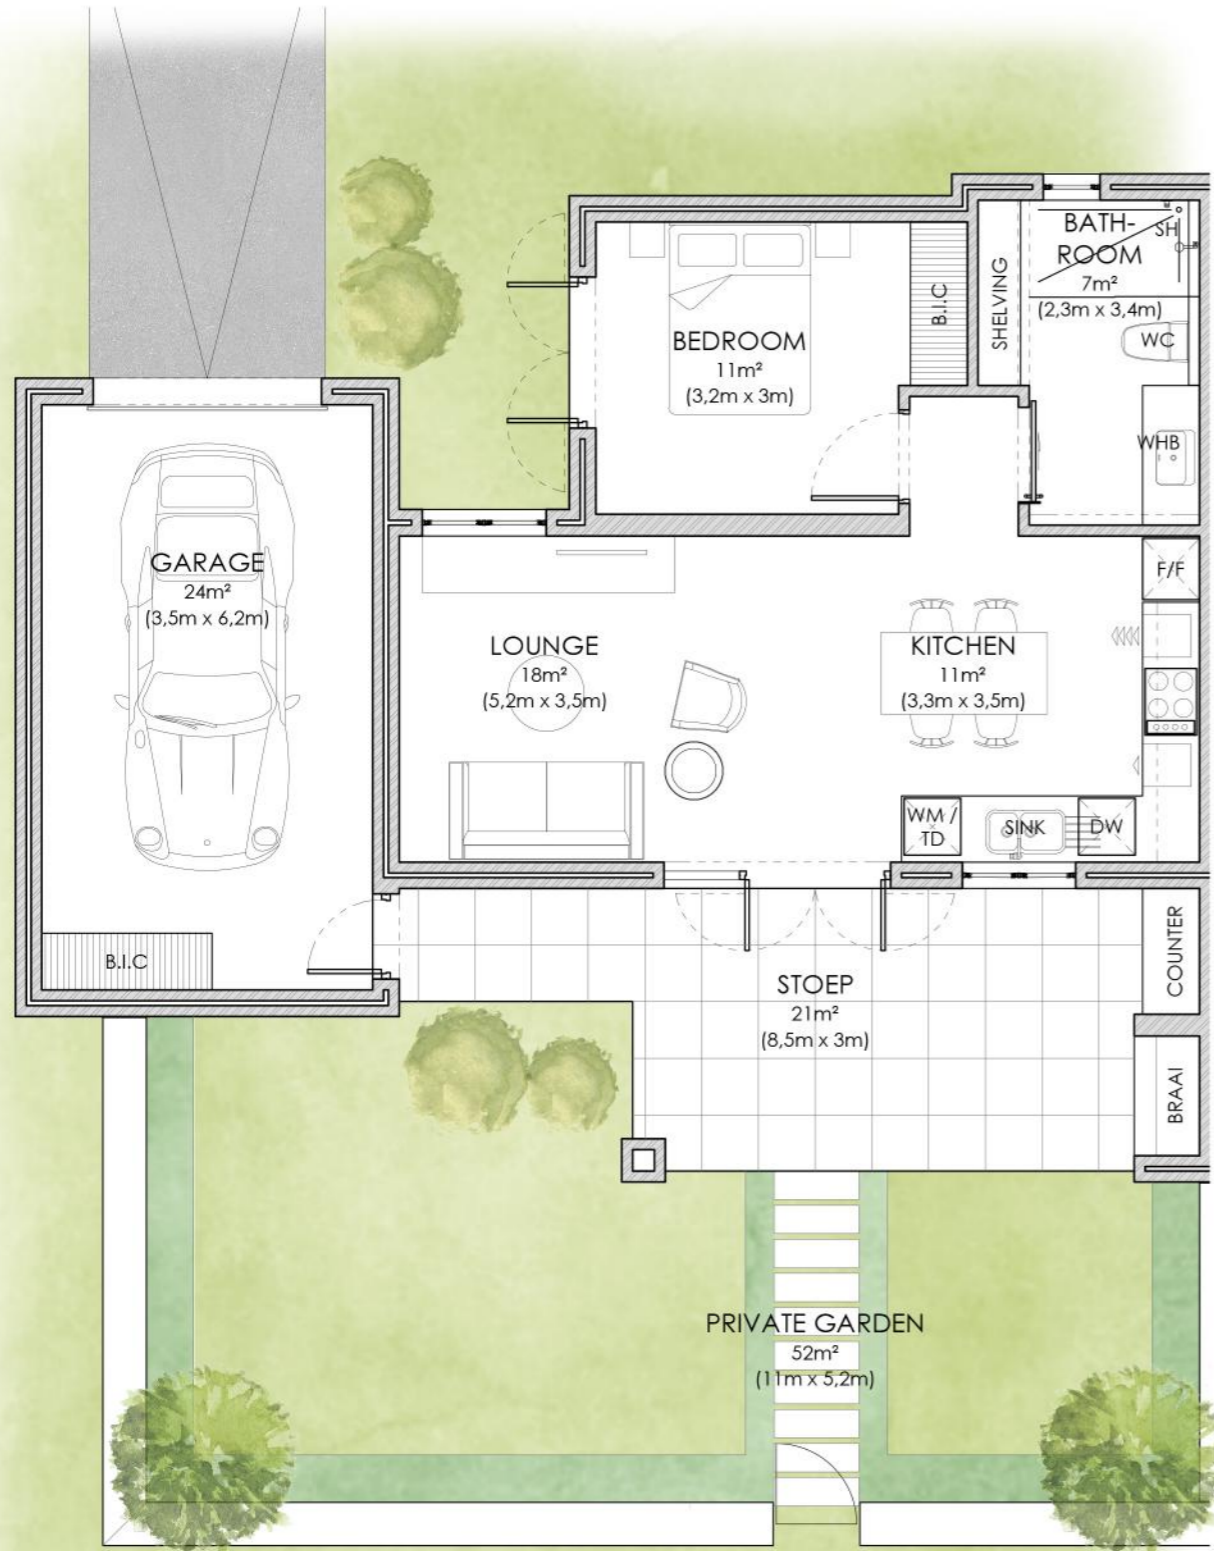 BATH-
ROOM
7m²
(2,3m x 3,4m)
SH
SHELVING
WC
WHB
B.I.C
BEDROOM
11m²
(3,2m x 3m)
GARAGE
24m²
(3,5m x 6,2m)
F/F
LOUNGE
18m²
(5,2m x 3,5m)
KITCHEN
11m²
(3,3m x 3,5m)
WM /
TD
SINK
DW
B.I.C
COUNTER
STOEP
21m²
(8,5m x 3m)
BRAAI
PRIVATE GARDEN
52m²
(11m x 5,2m)